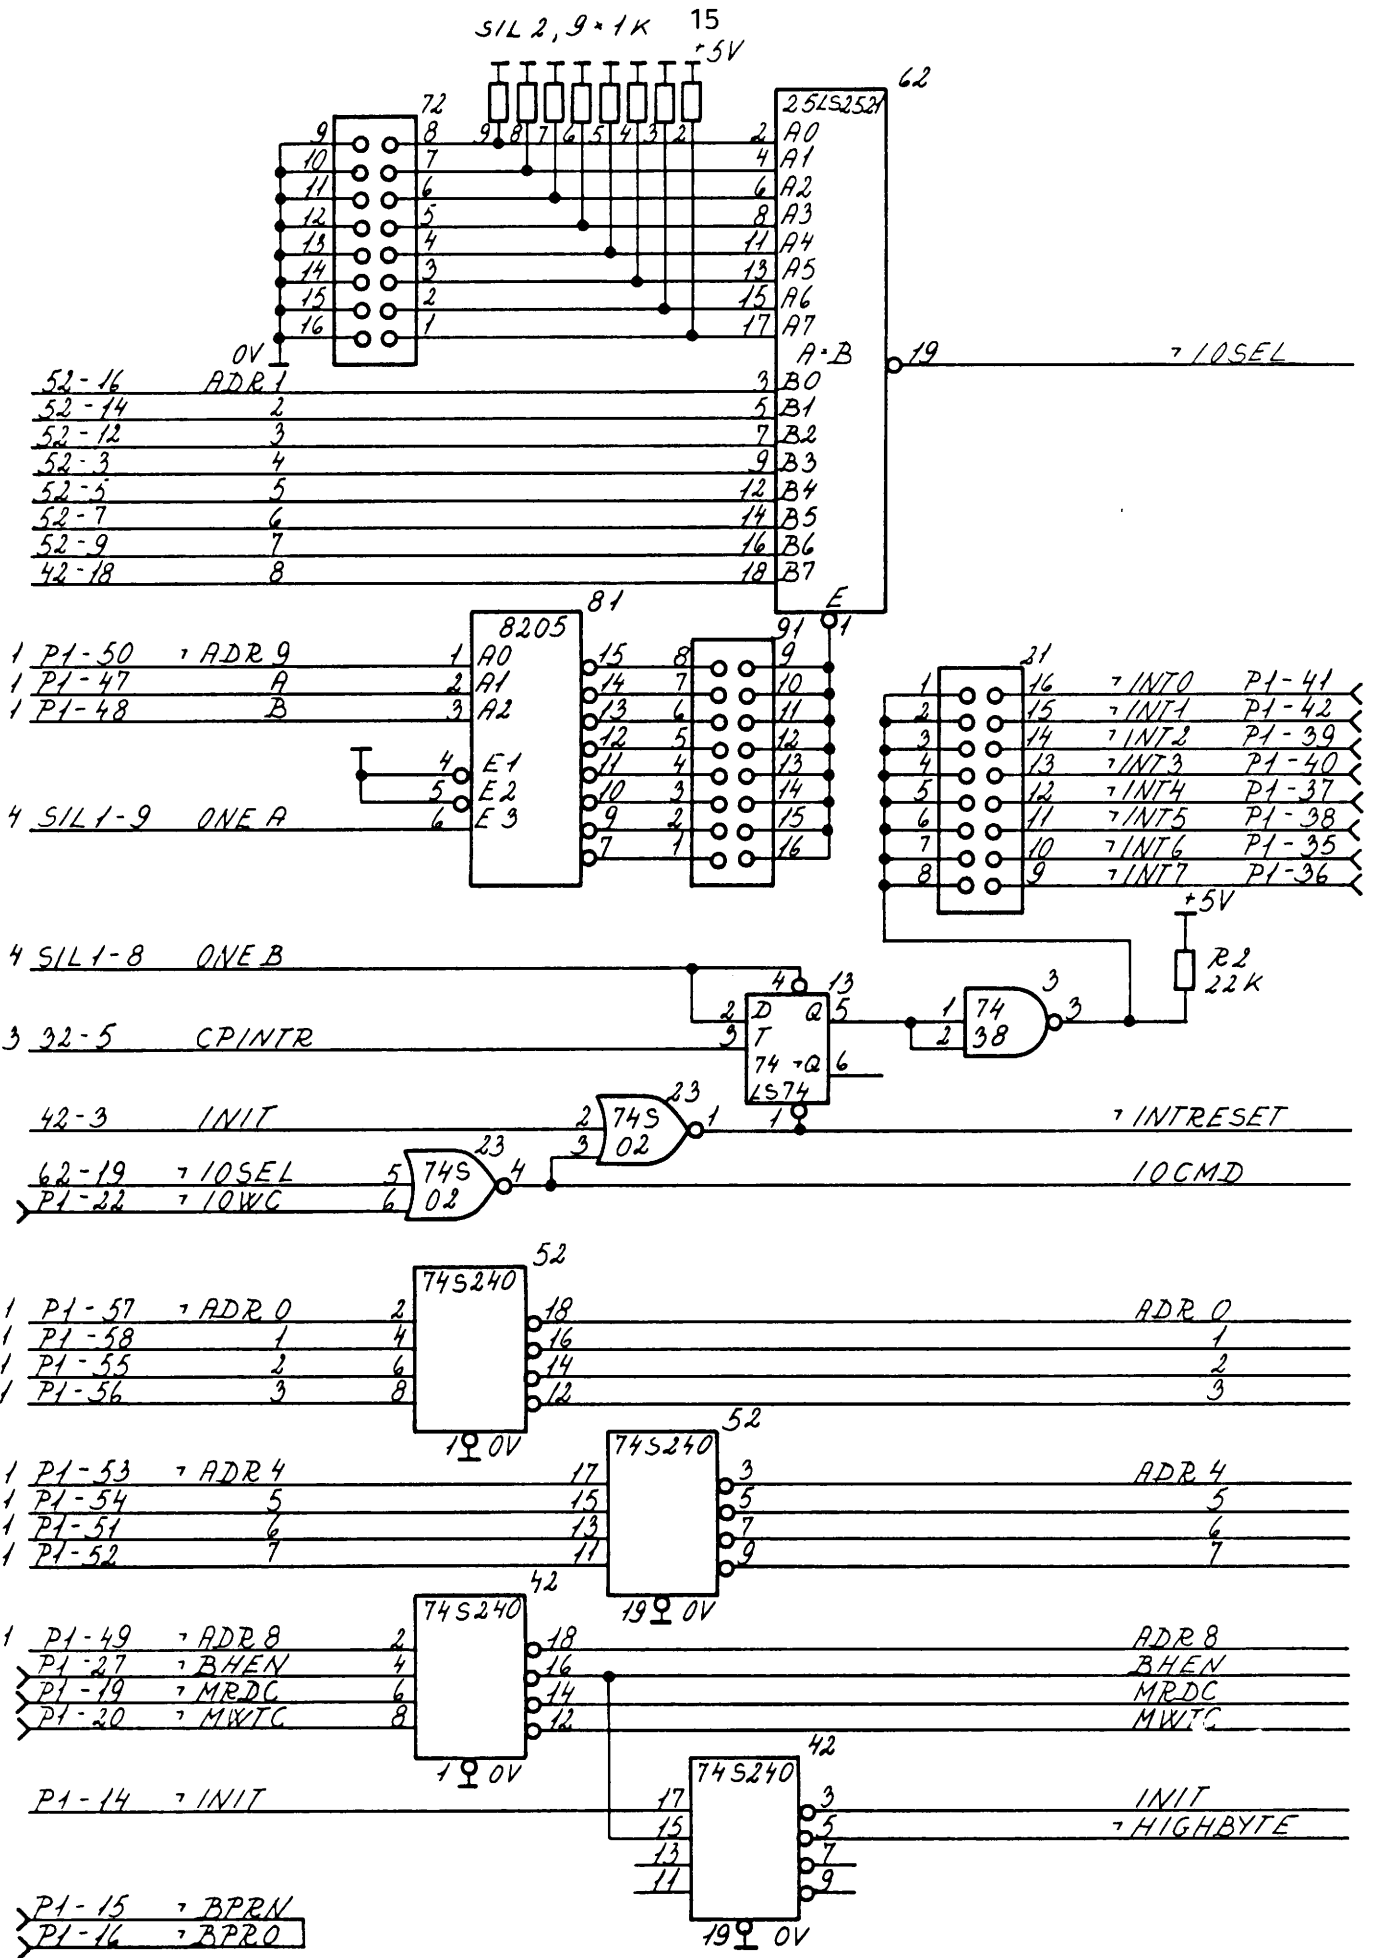 SIL 2, 9*1K 15
+5V
62
72
25LS2521
9 8 9 8 7 6 5 4 3 2 2 A0
10 7 4 A1
11 6 6 A2
12 5 8 A3
13 4 11 A4
14 3 13 A5
15 2 15 A6
16 1 17 A7
0V A=B 19 ¬IOSEL
52-16 ADR 1 3 B0
52-14 2 5 B1
52-12 3 7 B2
52-3 4 9 B3
52-5 5 12 B4
52-7 6 14 B5
52-9 7 16 B6
42-18 8 18 B7
E
81
8205 91 1
21
1 P1-50 ¬ADR 9 1 A0 15 8 9
1 P1-47 A 2 A1 14 7 10 1 16 ¬INT0 P1-41
1 P1-48 B 3 A2 13 6 11 2 15 ¬INT1 P1-42
12 5 12 3 14 ¬INT2 P1-39
4 E1 11 4 13 4 13 ¬INT3 P1-40
5 E2 10 3 14 5 12 ¬INT4 P1-37
4 SIL1-9 ONE A 6 E3 9 2 15 6 11 ¬INT5 P1-38
7 1 16 7 10 ¬INT6 P1-35
8 9 ¬INT7 P1-36
+5V
4 SIL1-8 ONE B
4 13 3 R2
22K
2 D Q 5 1 74 3
3 32-5 CPINTR 3 T 2 38
74 ¬Q 6
LS74
23
42-3 INIT 2 74S 1 1 ¬INTRESET
23 3 02
62-19 ¬IOSEL 5 74S 4 IOCMD
P1-22 ¬IOWC 6 02
52
74S240
1 P1-57 ¬ADR 0 2 18 ADR 0
1 P1-58 1 4 16 1
1 P1-55 2 6 14 2
1 P1-56 3 8 12 3
52
1 0V 74S240
1 P1-53 ¬ADR 4 17 3 ADR 4
1 P1-54 5 15 5 5
1 P1-51 6 13 7 6
1 P1-52 7 11 9 7
42
74S240 19 0V
1 P1-49 ¬ADR 8 2 18 ADR 8
P1-27 ¬BHEN 4 16 BHEN
P1-19 ¬MRDC 6 14 MRDC
P1-20 ¬MWTC 8 12 MWTC
42
1 0V 74S240
P1-14 ¬INIT 17 3 INIT
15 5 ¬HIGHBYTE
13 7
11 9
P1-15 ¬BPRN
P1-16 ¬BPRO 19 0V